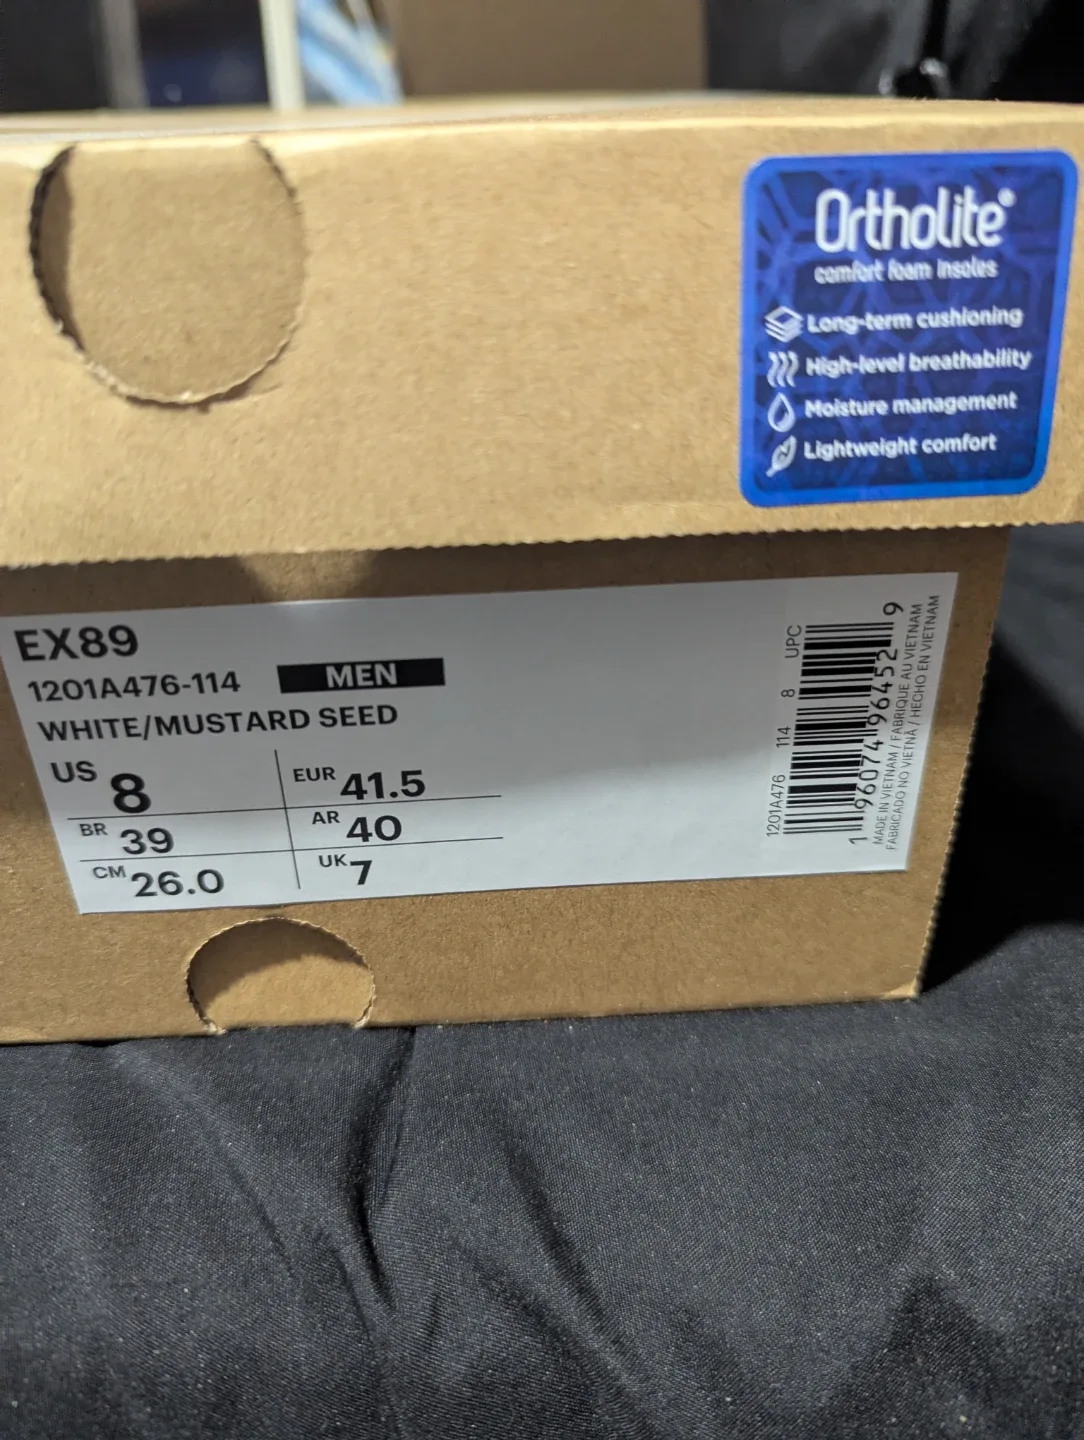 Ortholite®
comfort foam insoles
Long-term cushioning
High-level breathability
Moisture management
Lightweight comfort
EX89
1201A476-114 MEN
WHITE/MUSTARD SEED
US 8 EUR 41.5
BR 39 AR 40
CM 26.0 UK 7
1201A476 114 8 UPC
1 96074 96452 9
MADE IN VIETNAM / FABRIQUE AU VIETNAM
FABRICADO NO VIETNÃ / HECHO EN VIETNAM